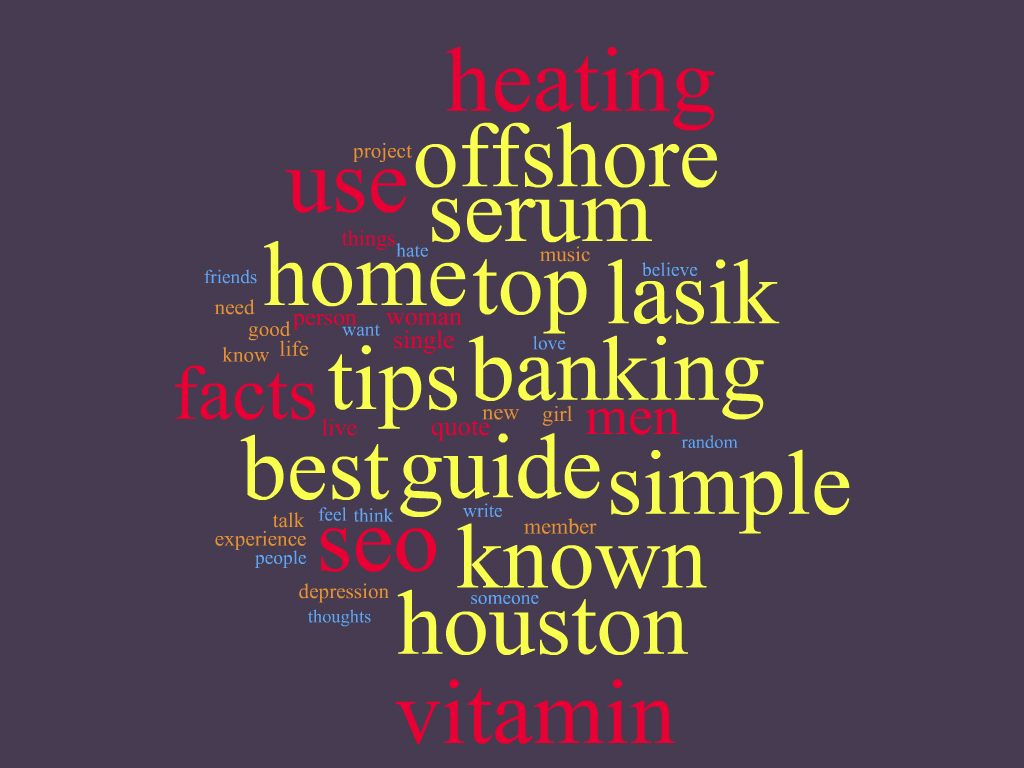 heating
project offshore
use
serum
things hate music
friends home top believe lasik
need person woman
good want single love
know life
facts tips banking
new girl men
live quote random
best guide simple
talk feel think write member
experience seo known
people
depression someone
thoughts houston
vitamin